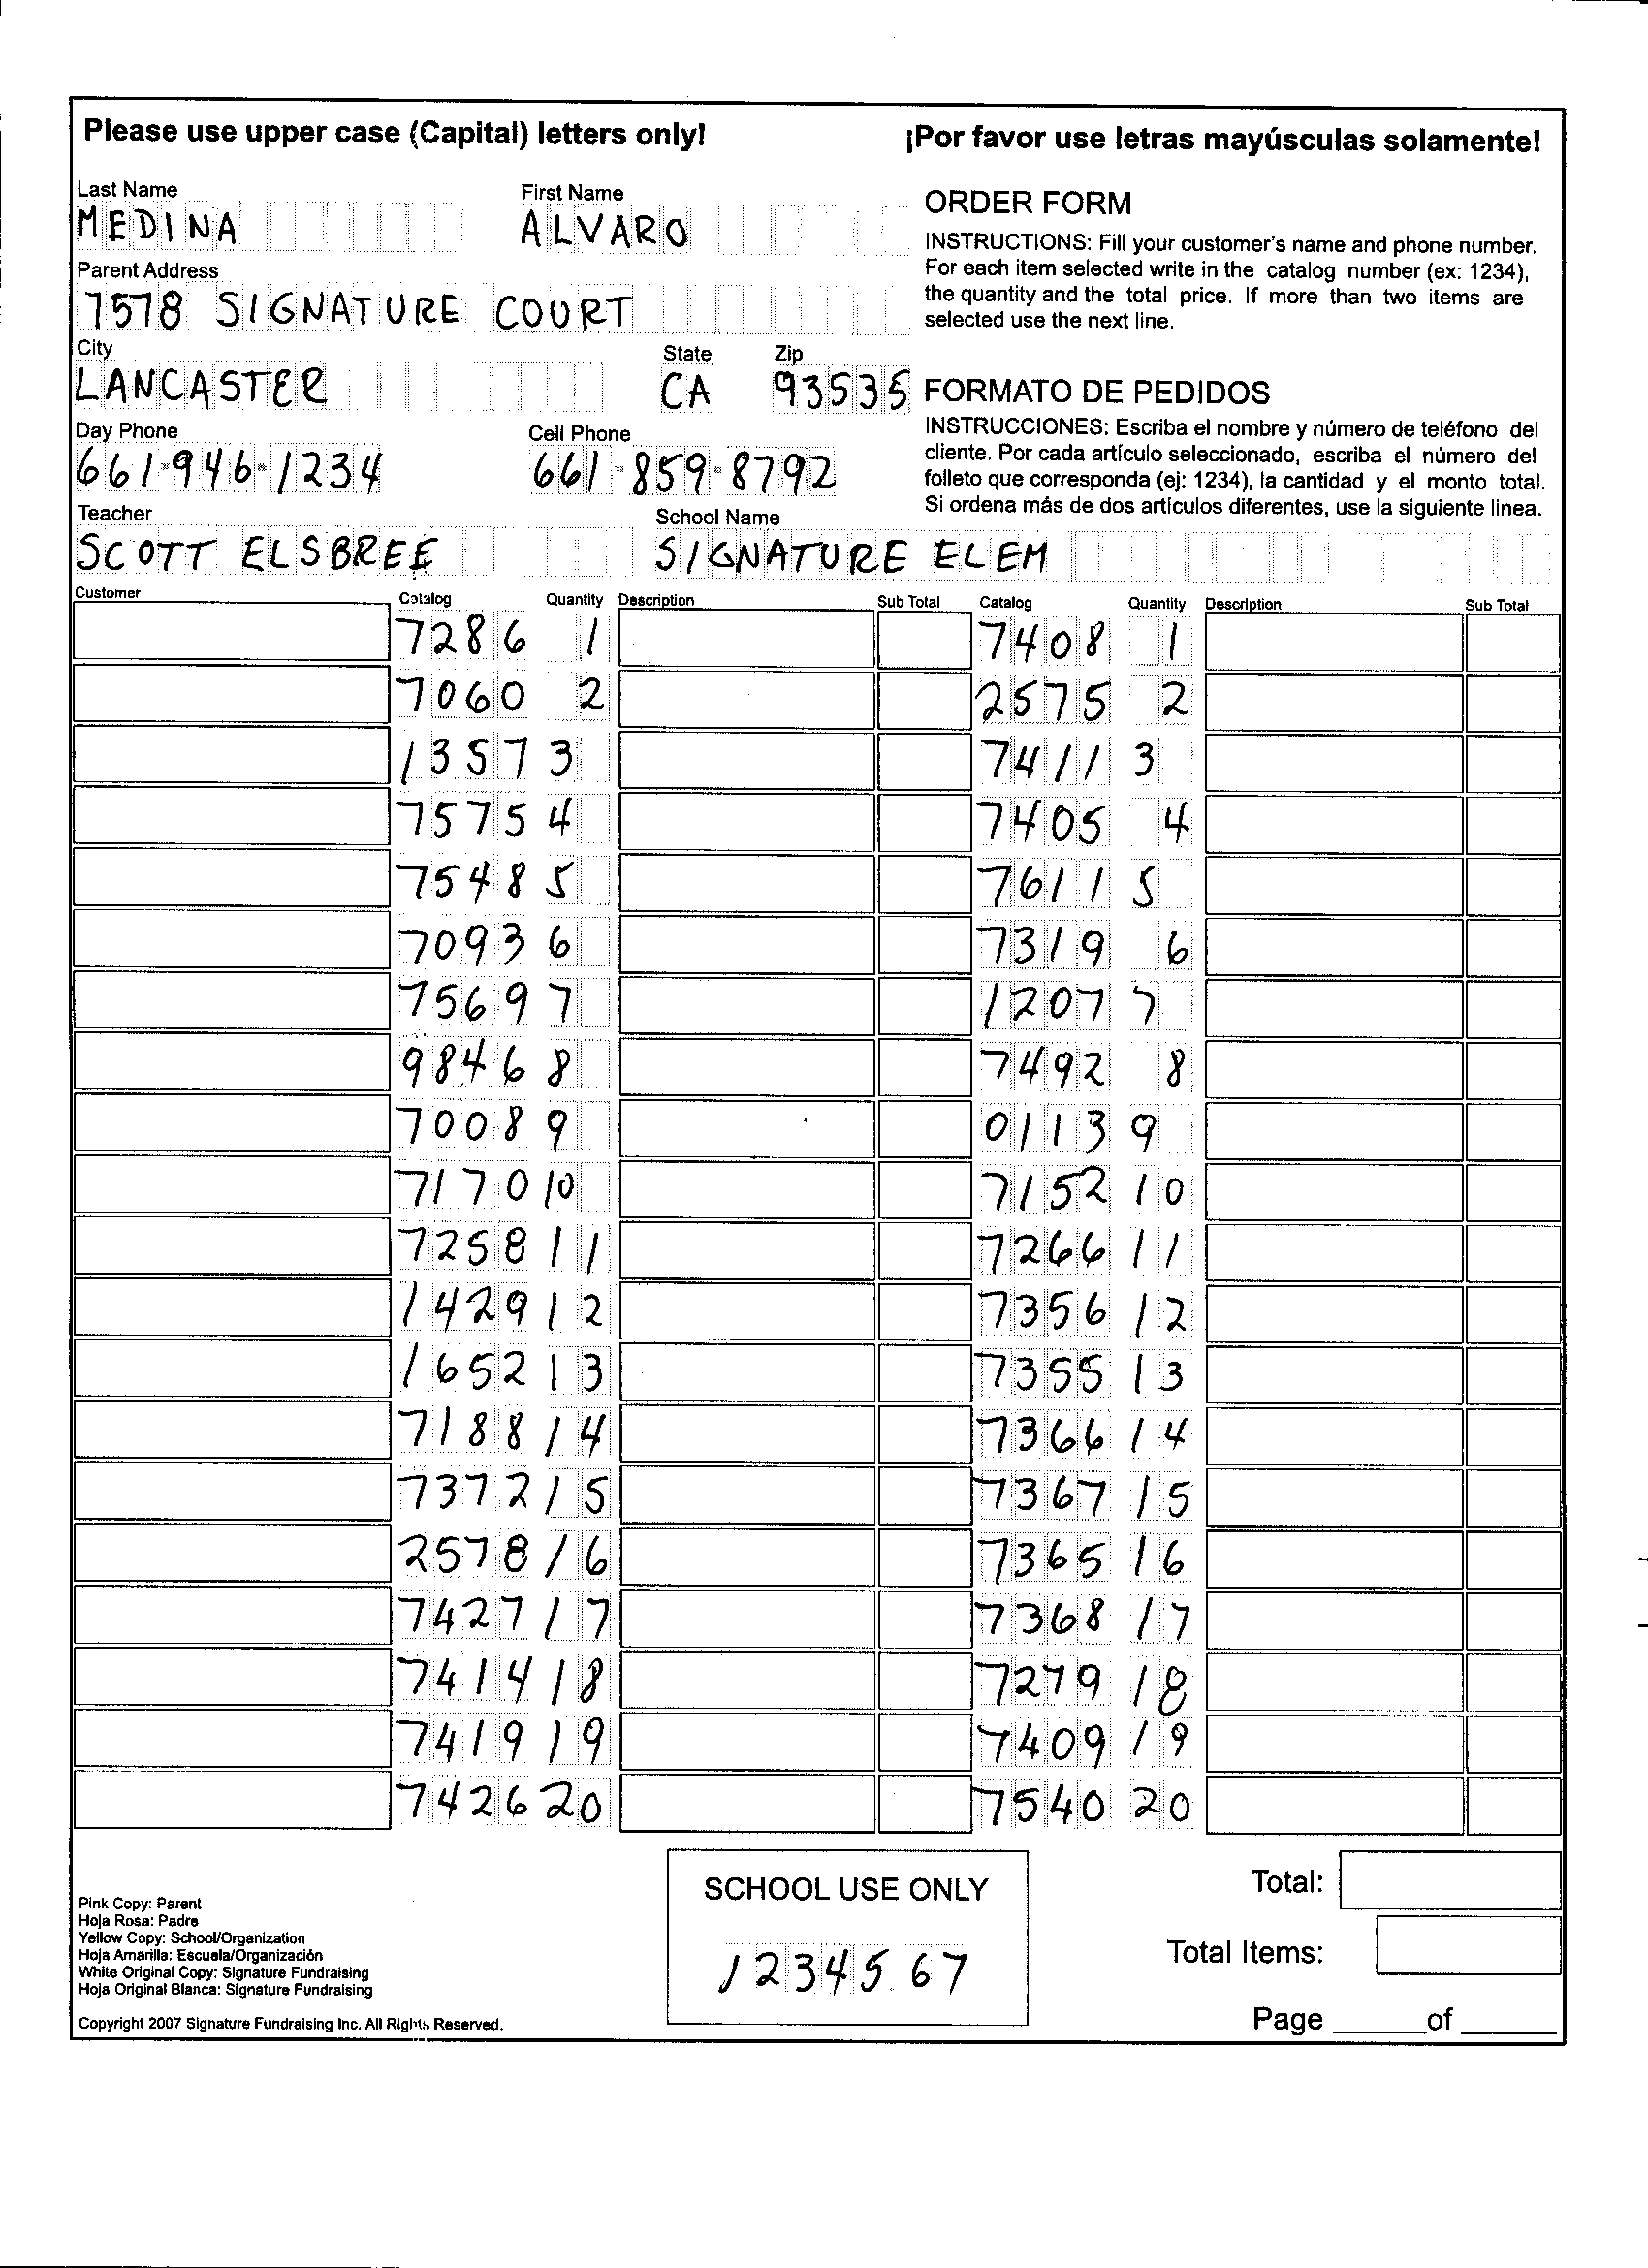 Please use upper case (Capital) letters only! ¡Por favor use letras mayúsculas solamente!
Last Name First Name
MEDINA ALVARO
Parent Address
7578 SIGNATURE COURT
City State Zip
LANCASTER CA 93535
Day Phone Cell Phone
661-946-1234 661-859-8792
Teacher School Name
SCOTT ELSBREE SIGNATURE ELEM
ORDER FORM
INSTRUCTIONS: Fill your customer's name and phone number.
For each item selected write in the catalog number (ex: 1234),
the quantity and the total price. If more than two items are
selected use the next line.
FORMATO DE PEDIDOS
INSTRUCCIONES: Escriba el nombre y número de teléfono del
cliente. Por cada artículo seleccionado, escriba el número del
folleto que corresponda (ej: 1234), la cantidad y el monto total.
Si ordena más de dos artículos diferentes, use la siguiente linea.
Customer Catalog Quantity Description Sub Total Catalog Quantity Description Sub Total
7286 1 7408 1
7060 2 2575 2
1357 3 7411 3
7575 4 7405 4
7548 5 7611 5
7093 6 7319 6
7569 7 1207 7
9846 8 7492 8
7008 9 0113 9
7170 10 7152 10
7258 11 7266 11
1429 12 7356 12
1652 13 7355 13
7188 14 7366 14
7372 15 7367 15
2578 16 7365 16
7427 17 7368 17
7414 18 7279 18
7419 19 7409 19
7426 20 7540 20
Pink Copy: Parent
Hoja Rosa: Padre
Yellow Copy: School/Organization
Hoja Amarilla: Escuela/Organización
White Original Copy: Signature Fundraising
Hoja Original Blanca: Signature Fundraising
Copyright 2007 Signature Fundraising Inc. All Rights Reserved.
SCHOOL USE ONLY
1234567
Total:
Total Items:
Page of